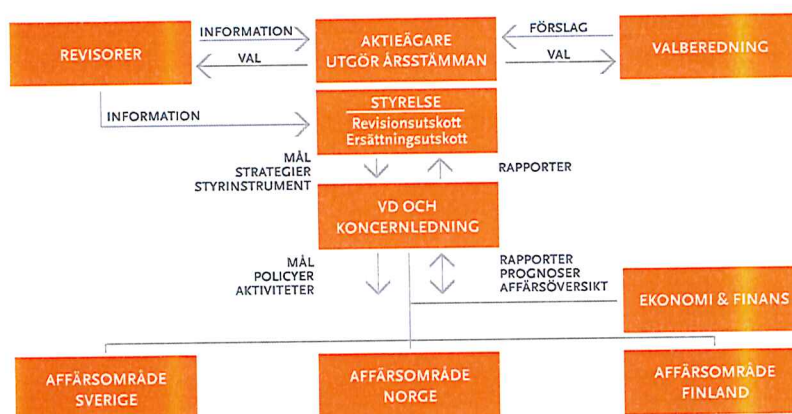 REVISORER
INFORMATION
VAL
AKTIEÄGARE
UTGÖR ÅRSSTÄMMAN
FÖRSLAG
VAL
VALBEREDNING
INFORMATION
STYRELSE
Revisionsutskott
Ersättningsutskott
MÅL
STRATEGIER
STYRINSTRUMENT
RAPPORTER
VD OCH
KONCERNLEDNING
MÅL
POLICYER
AKTIVITETER
RAPPORTER
PROGNOSER
AFFÄRSÖVERSIKT
EKONOMI & FINANS
AFFÄRSOMRÅDE
SVERIGE
AFFÄRSOMRÅDE
NORGE
AFFÄRSOMRÅDE
FINLAND